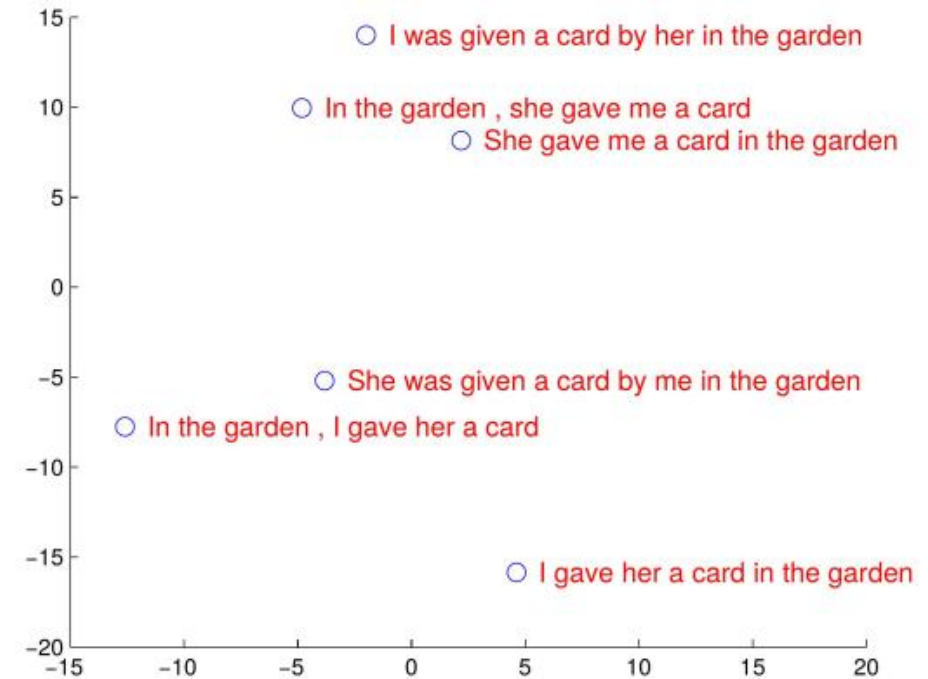 15
I was given a card by her in the garden
10
In the garden , she gave me a card
She gave me a card in the garden
5
0
−5
She was given a card by me in the garden
In the garden , I gave her a card
−10
−15
I gave her a card in the garden
−20
−15 −10 −5 0 5 10 15 20